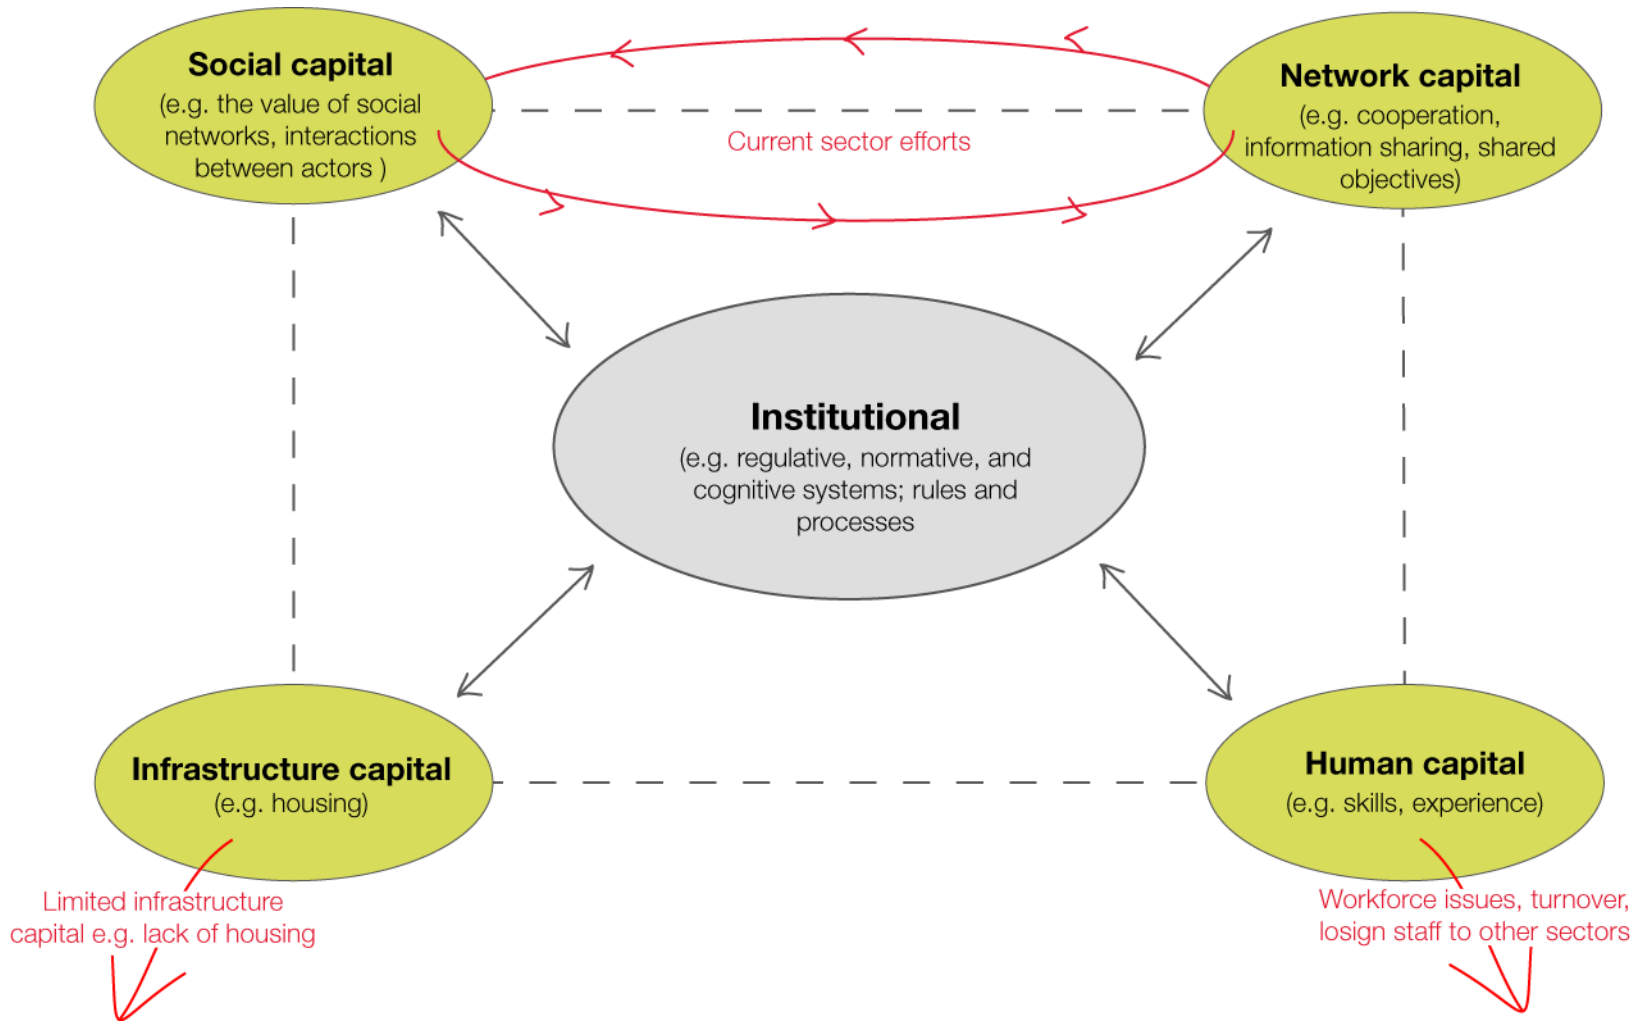 Social capital
(e.g. the value of social
networks, interactions
between actors )
Network capital
(e.g. cooperation,
information sharing, shared
objectives)
Current sector efforts
Institutional
(e.g. regulative, normative, and
cognitive systems; rules and
processes
Infrastructure capital
(e.g. housing)
Human capital
(e.g. skills, experience)
Limited infrastructure
capital e.g. lack of housing
Workforce issues, turnover,
losign staff to other sectors